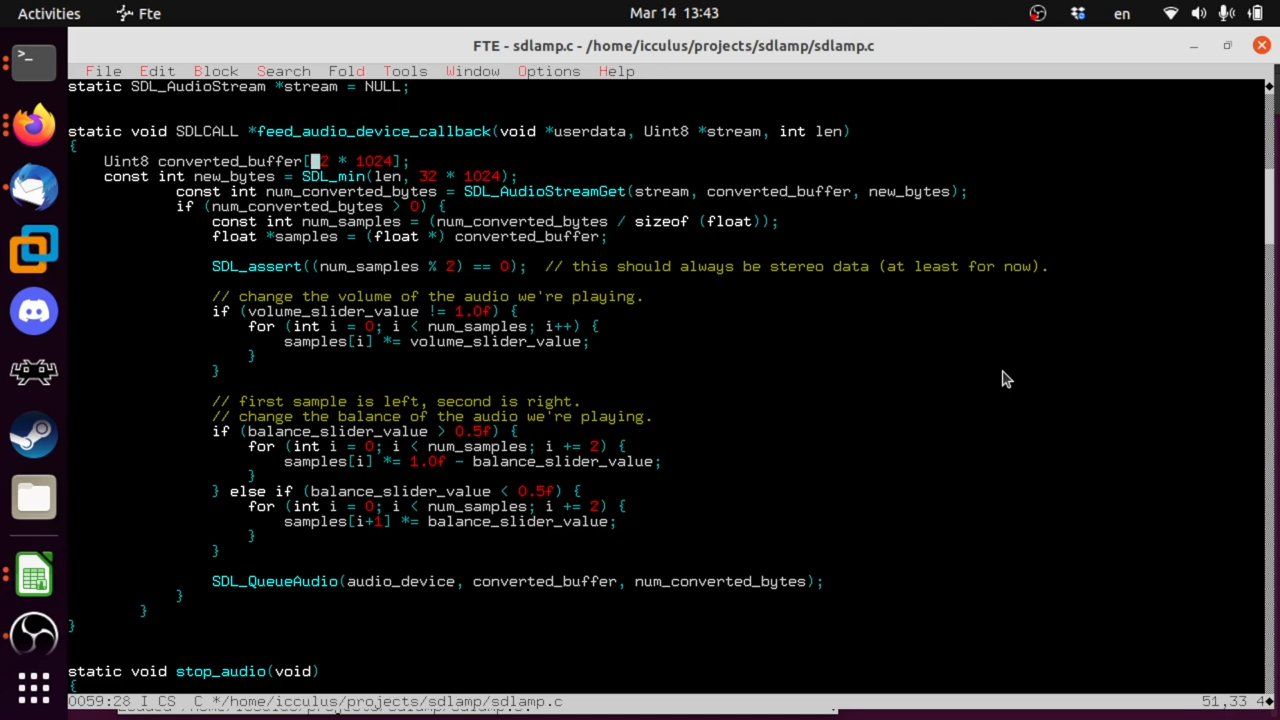 Activities
Fte
Mar 14 13:43
en
FTE - sdlamp.c - /home/icculus/projects/sdlamp/sdlamp.c
File Edit Block Search Fold Tools Window Options Help
static SDL_AudioStream *stream = NULL;
static void SDLCALL *feed_audio_device_callback(void *userdata, Uint8 *stream, int len)
{
Uint8 converted_buffer[32 * 1024];
const int new_bytes = SDL_min(len, 32 * 1024);
const int num_converted_bytes = SDL_AudioStreamGet(stream, converted_buffer, new_bytes);
if (num_converted_bytes > 0) {
const int num_samples = (num_converted_bytes / sizeof (float));
float *samples = (float *) converted_buffer;
SDL_assert((num_samples % 2) == 0);  // this should always be stereo data (at least for now).
// change the volume of the audio we're playing.
if (volume_slider_value != 1.0f) {
for (int i = 0; i < num_samples; i++) {
samples[i] *= volume_slider_value;
}
}
// first sample is left, second is right.
// change the balance of the audio we're playing.
if (balance_slider_value > 0.5f) {
for (int i = 0; i < num_samples; i += 2) {
samples[i] *= 1.0f - balance_slider_value;
}
} else if (balance_slider_value < 0.5f) {
for (int i = 0; i < num_samples; i += 2) {
samples[i+1] *= balance_slider_value;
}
}
SDL_QueueAudio(audio_device, converted_buffer, num_converted_bytes);
}
}
}
static void stop_audio(void)
{
0059:28 I CS  C */home/icculus/projects/sdlamp/sdlamp.c
51,33 4